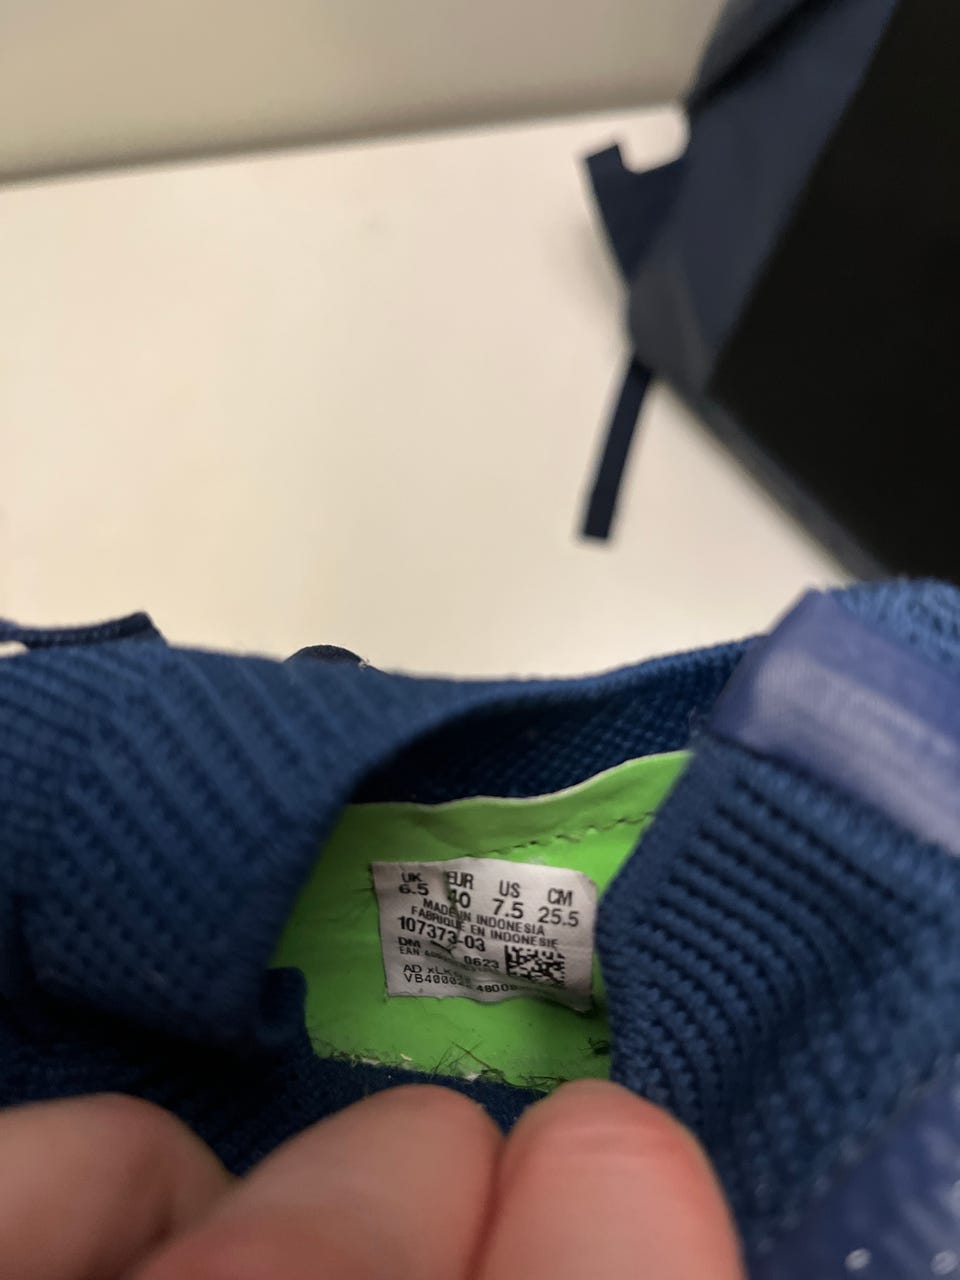 UK EUR US CM
6.5 40 7.5 25.5
MADE IN INDONESIA
FABRIQUE EN INDONESIE
107373-03
DM 0623
EAN
AD